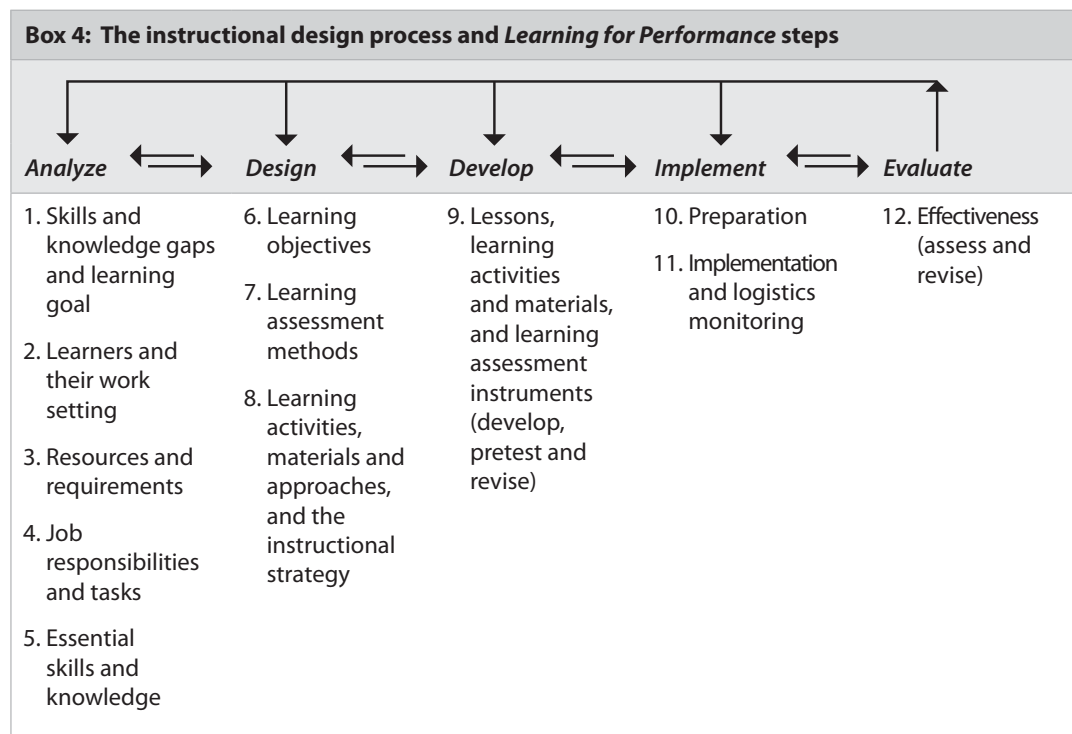 Box 4: The instructional design process and Learning for Performance steps
Analyze
Design
Develop
Implement
Evaluate
1. Skills and
knowledge gaps
and learning
goal
2. Learners and
their work
setting
3. Resources and
requirements
4. Job
responsibilities
and tasks
5. Essential
skills and
knowledge
6. Learning
objectives
7. Learning
assessment
methods
8. Learning
activities,
materials and
approaches,
and the
instructional
strategy
9. Lessons,
learning
activities
and materials,
and learning
assessment
instruments
(develop,
pretest and
revise)
10. Preparation
11. Implementation
and logistics
monitoring
12. Effectiveness
(assess and
revise)